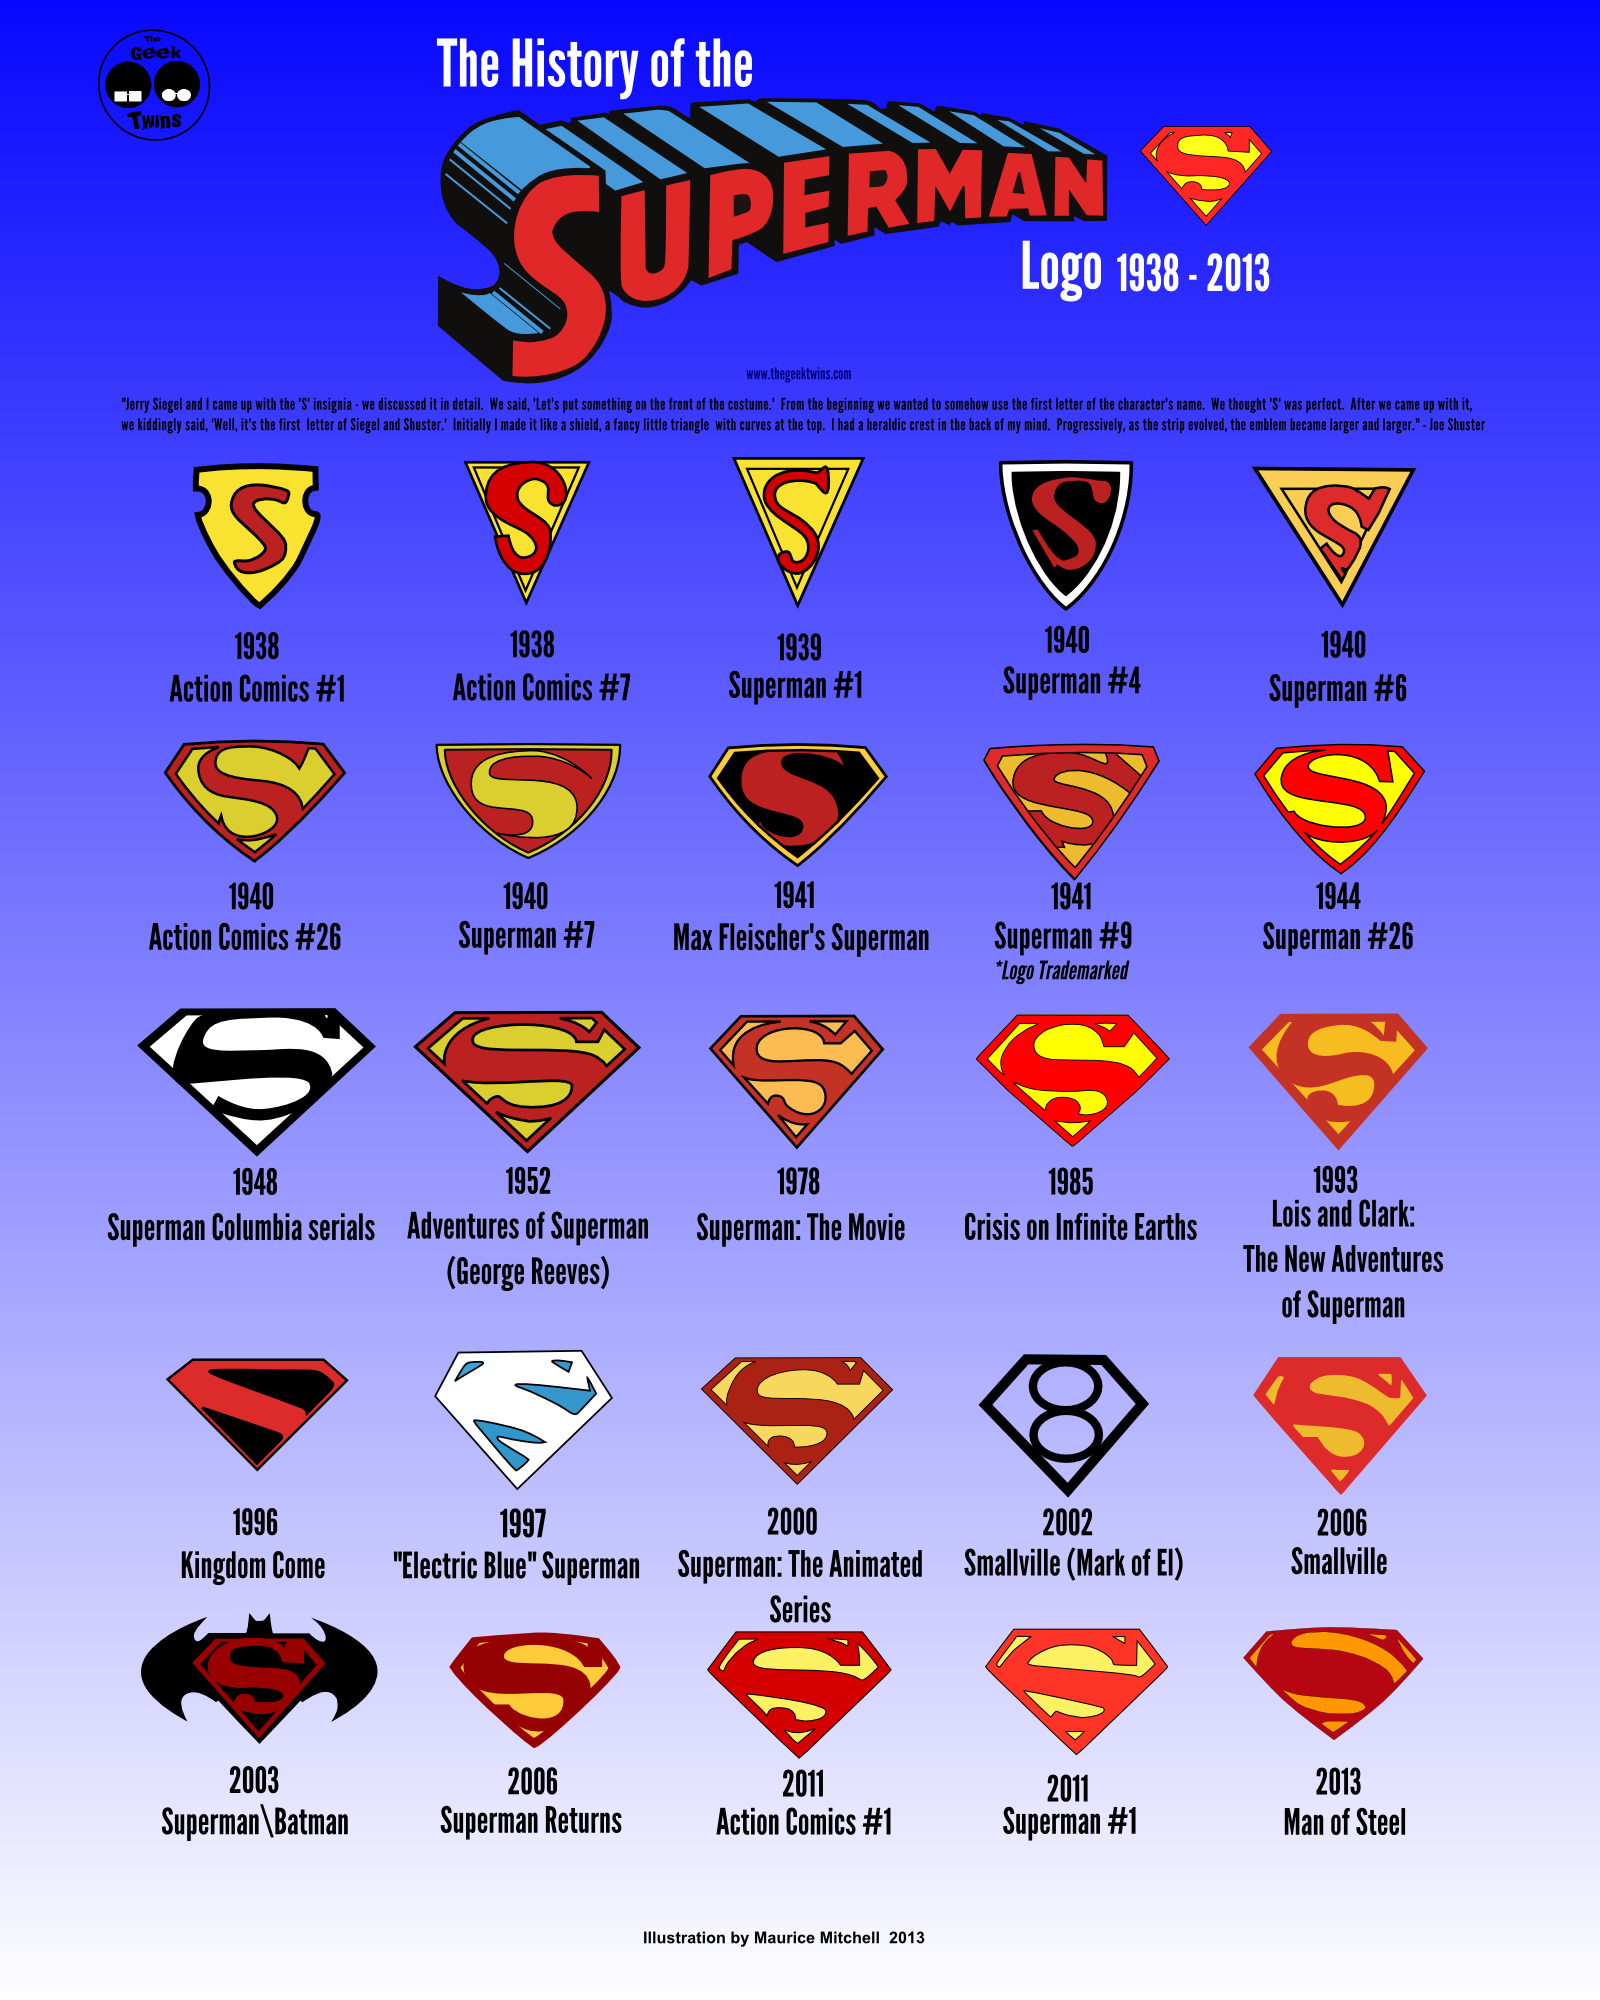 The
Geek
Twins
The History of the
SUPERMAN
Logo 1938 - 2013
www.thegeektwins.com
"Jerry Siegel and I came up with the 'S' insignia - we discussed it in detail.  We said, 'Let's put something on the front of the costume.'  From the beginning we wanted to somehow use the first letter of the character's name.  We thought 'S' was perfect.  After we came up with it,
we kiddingly said, 'Well, it's the first  letter of Siegel and Shuster.'  Initially I made it like a shield, a fancy little triangle  with curves at the top.  I had a heraldic crest in the back of my mind.  Progressively, as the strip evolved, the emblem became larger and larger." - Joe Shuster
1938
Action Comics #1
1938
Action Comics #7
1939
Superman #1
1940
Superman #4
1940
Superman #6
1940
Action Comics #26
1940
Superman #7
1941
Max Fleischer's Superman
1941
Superman #9
*Logo Trademarked
1944
Superman #26
1948
Superman Columbia serials
1952
Adventures of Superman
(George Reeves)
1978
Superman: The Movie
1985
Crisis on Infinite Earths
1993
Lois and Clark:
The New Adventures
of Superman
1996
Kingdom Come
1997
"Electric Blue" Superman
2000
Superman: The Animated
Series
2002
Smallville (Mark of El)
2006
Smallville
2003
Superman\Batman
2006
Superman Returns
2011
Action Comics #1
2011
Superman #1
2013
Man of Steel
Illustration by Maurice Mitchell  2013